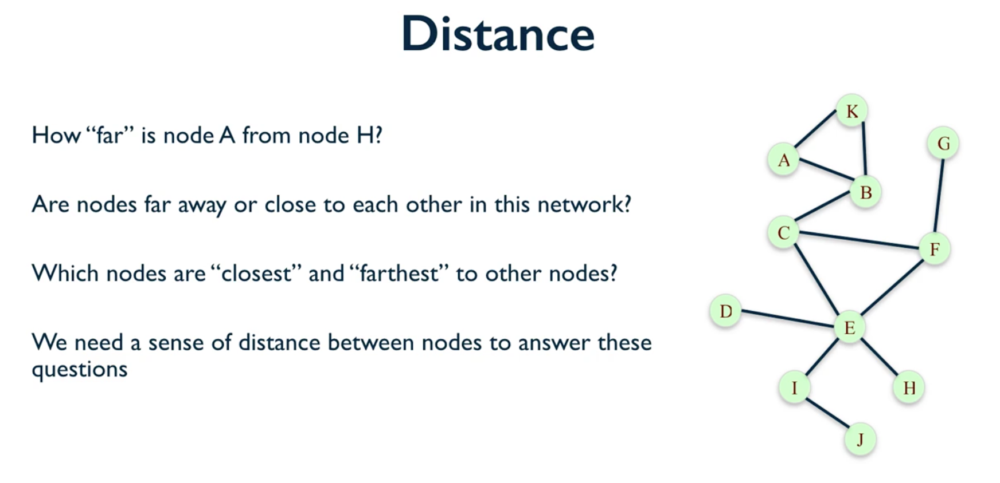 Distance
How “far” is node A from node H?
Are nodes far away or close to each other in this network?
Which nodes are “closest” and “farthest” to other nodes?
We need a sense of distance between nodes to answer these
questions
K
G
A
B
C
F
D
E
I
H
J